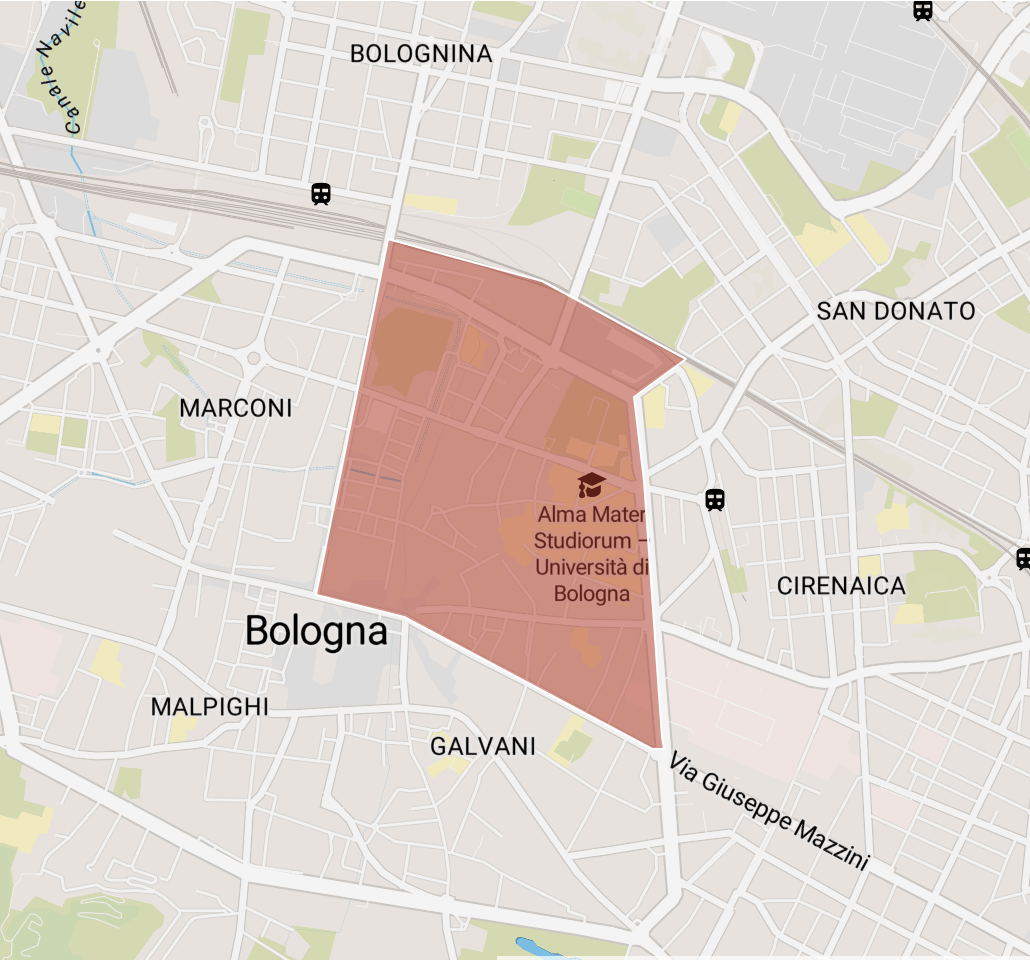 Canale Navile
BOLOGNINA
SAN DONATO
MARCONI
Alma Mater
Studiorum –
Università di
Bologna
CIRENAICA
Bologna
MALPIGHI
GALVANI
Via Giuseppe Mazzini